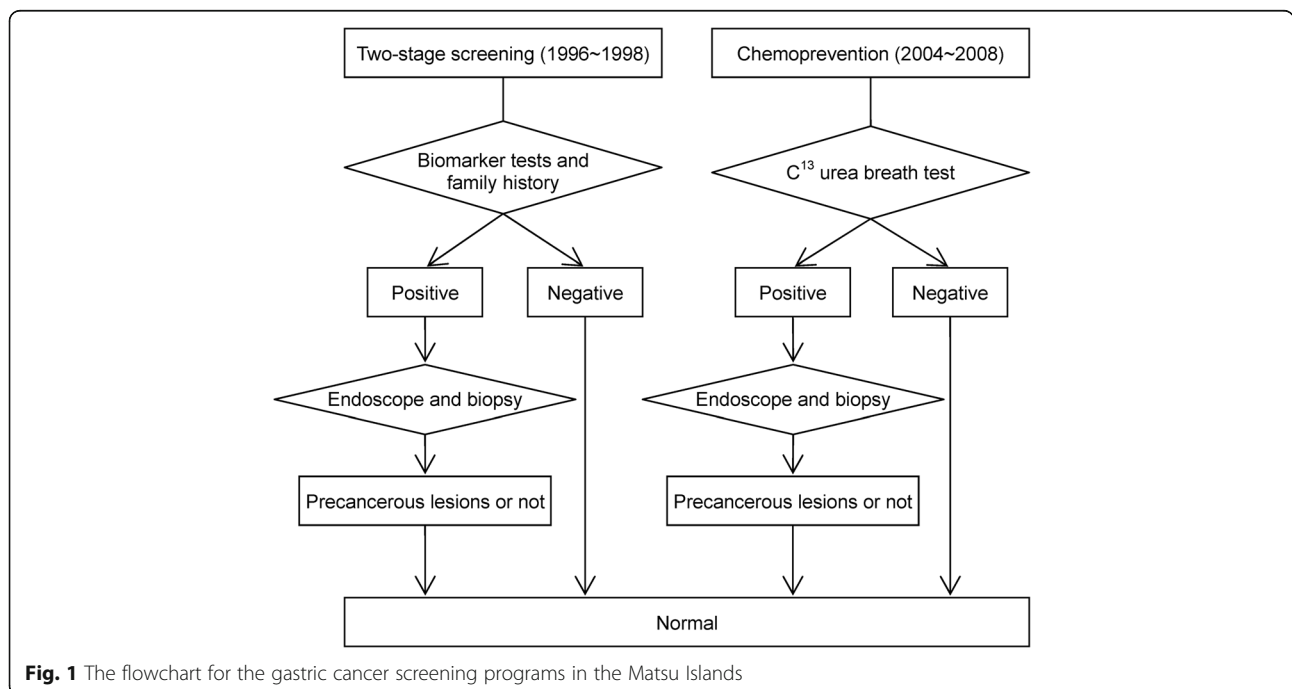 Two-stage screening (1996~1998)
Chemoprevention (2004~2008)
Biomarker tests and
family history
C¹³ urea breath test
Positive
Negative
Positive
Negative
Endoscope and biopsy
Endoscope and biopsy
Precancerous lesions or not
Precancerous lesions or not
Normal
Fig. 1 The flowchart for the gastric cancer screening programs in the Matsu Islands